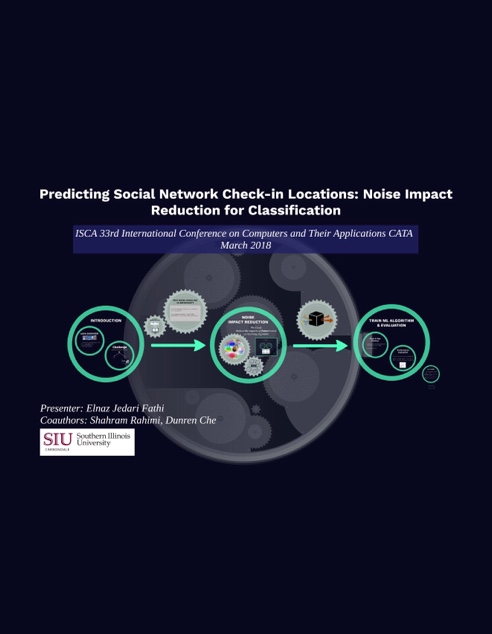 Predicting Social Network Check-in Locations: Noise Impact
Reduction for Classification
ISCA 33rd International Conference on Computers and Their Applications CATA
March 2018
INTRODUCTION
NOISE
IMPACT REDUCTION
TRAIN ML ALGORITHM
& EVALUATION
Presenter: Elnaz Jedari Fathi
Coauthors: Shahram Rahimi, Dunren Che
SIU Southern Illinois
University
CARBONDALE